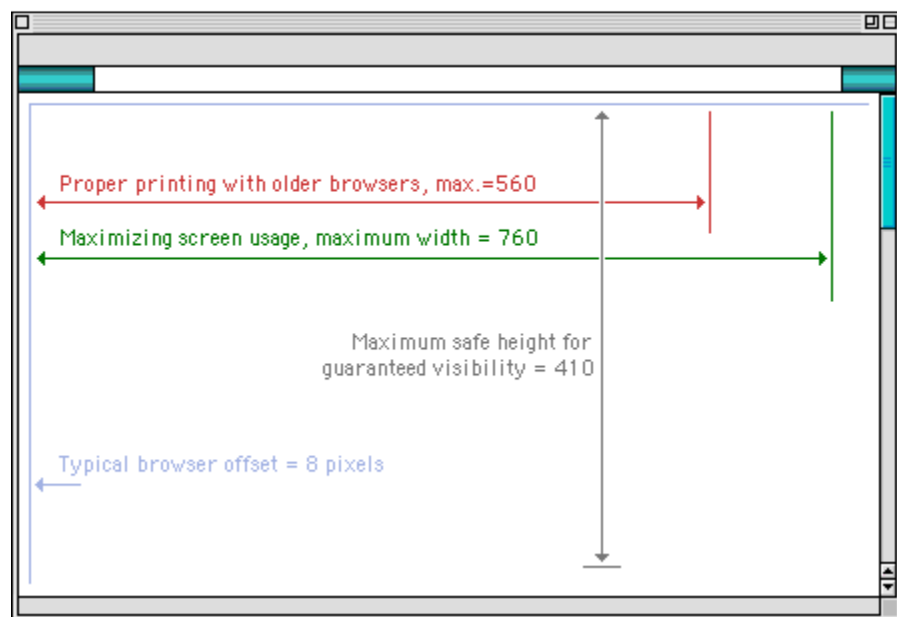 Proper printing with older browsers, max.=560
Maximizing screen usage, maximum width = 760
Maximum safe height for
guaranteed visibility = 410
Typical browser offset = 8 pixels